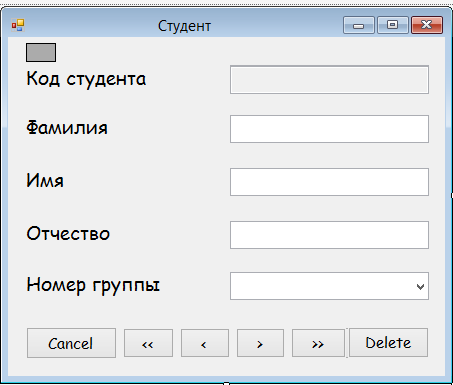 Студент
Код студента
Фамилия
Имя
Отчество
Номер группы
Cancel << < > >> Delete